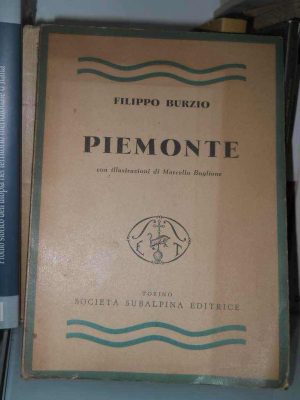 FILIPPO BURZIO
PIEMONTE
con illustrazioni di Marcello Boglione
TORINO
SOCIETÀ SUBALPINA EDITRICE